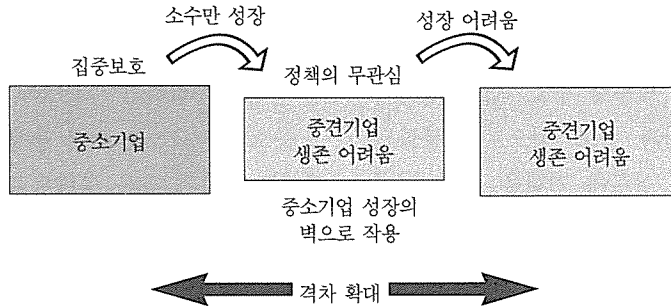 소수만 성장
성장 어려움
집중보호
정책의 무관심
중소기업
중견기업
생존 어려움
중견기업
생존 어려움
중소기업 성장의
벽으로 작용
격차 확대